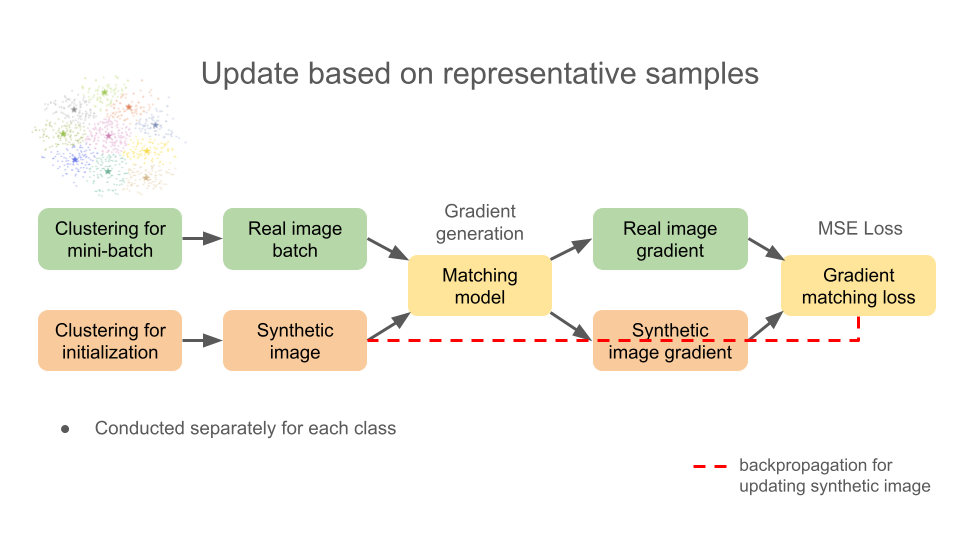 Update based on representative samples
Clustering for
mini-batch
Real image
batch
Gradient
generation
Matching
model
Real image
gradient
MSE Loss
Gradient
matching loss
Clustering for
initialization
Synthetic
image
Synthetic
image gradient
● Conducted separately for each class
backpropagation for
updating synthetic image